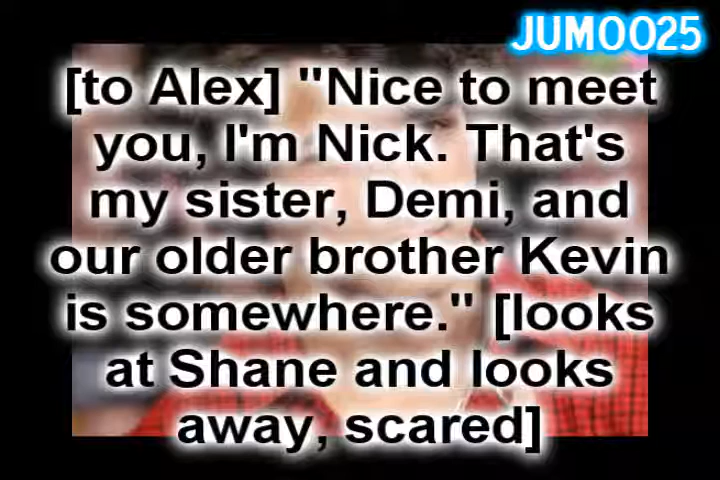 JUMOO25
[to Alex] "Nice to meet
you, I'm Nick. That's
my sister, Demi, and
our older brother Kevin
is somewhere." [looks
at Shane and looks
away, scared]